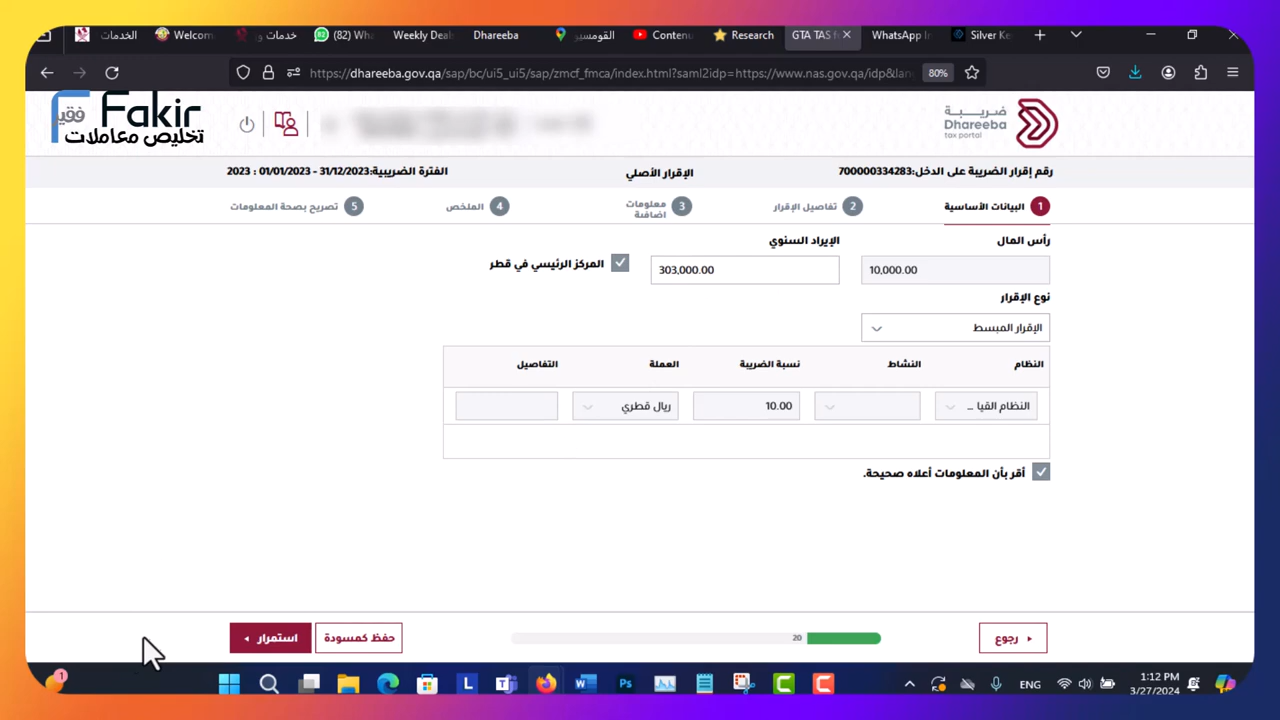 الخدمات
Welcom
خدمات و
(82) Wha
Weekly Deal
Dhareeba
القومسيو
Content
Research
GTA TAS f
WhatsApp In
Silver Ke
https://dhareeba.gov.qa/sap/bc/ui5_ui5/sap/zmcf_fmca/index.html?saml2idp=https://www.nas.gov.qa/idp&lan
80%
Fakir
فقير
تخليص معاملات
ضريبة
Dhareeba
tax portal
رقم إقرار الضريبة على الدخل:700000334283
الإقرار الأصلي
الفترة الضريبية:31/12/2023 - 01/01/2023 : 2023
1 البيانات الأساسية
2 تفاصيل الإقرار
3 معلومات اضافية
4 الملخص
5 تصريح بصحة المعلومات
رأس المال
الإيراد السنوي
10,000.00
303,000.00
المركز الرئيسي في قطر
نوع الإقرار
الإقرار المبسط
النظام
النشاط
نسبة الضريبة
العملة
التفاصيل
النظام القيا ...
10.00
ريال قطري
أقر بأن المعلومات أعلاه صحيحة.
رجوع
20
حفظ كمسودة
استمرار
1
ENG
1:12 PM
3/27/2024